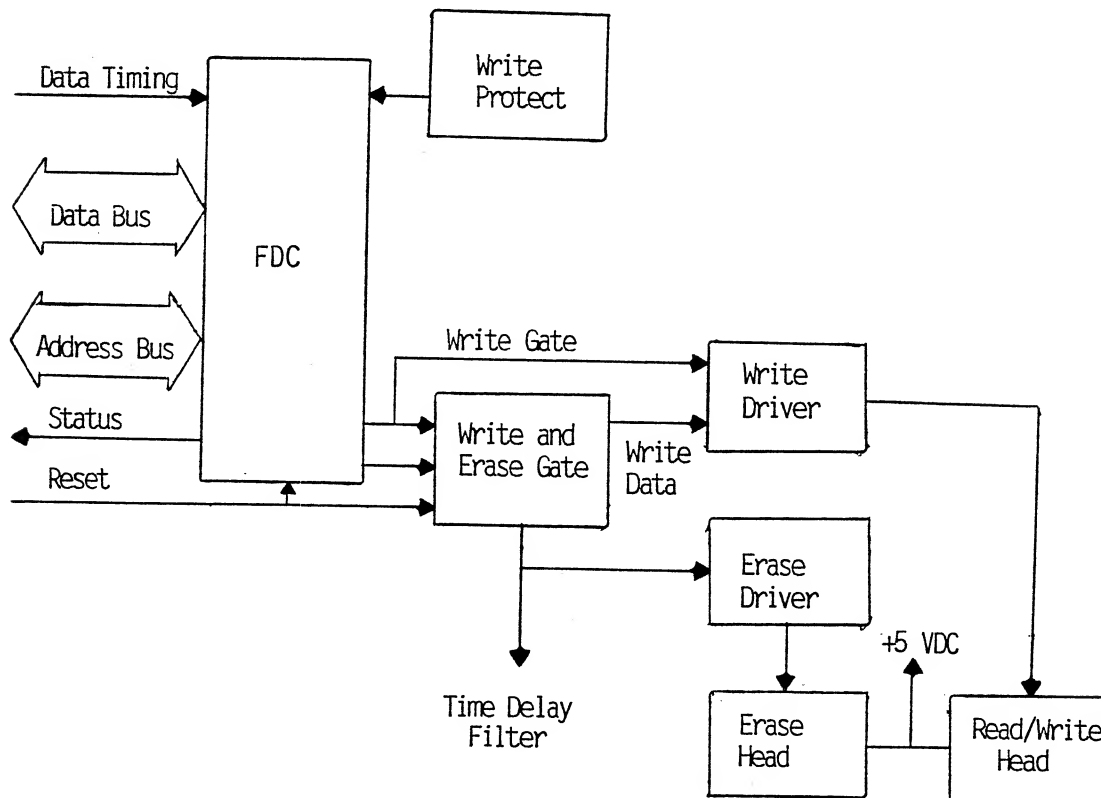 Data Timing
Write
Protect
Data Bus
FDC
Address Bus
Write Gate
Write
Driver
Status
Write and
Erase Gate
Write
Data
Reset
Erase
Driver
+5 VDC
Time Delay
Filter
Erase
Head
Read/Write
Head